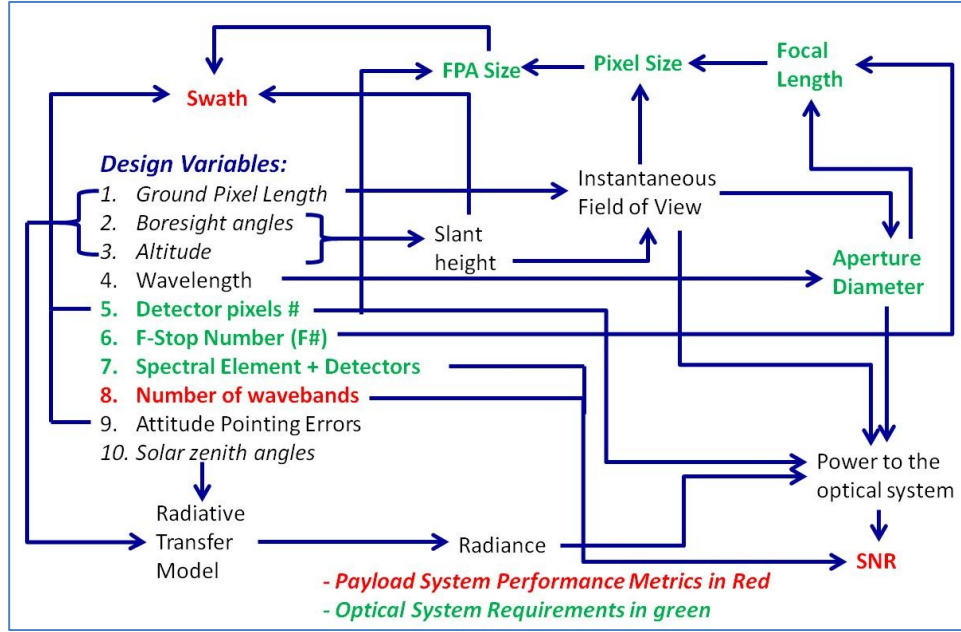 FPA Size
Pixel Size
Focal
Length
Swath
Design Variables:
1. Ground Pixel Length
2. Boresight angles
3. Altitude
4. Wavelength
5. Detector pixels #
6. F-Stop Number (F#)
7. Spectral Element + Detectors
8. Number of wavebands
9. Attitude Pointing Errors
10. Solar zenith angles
Instantaneous
Field of View
Slant
height
Aperture
Diameter
Power to the
optical system
Radiative
Transfer
Model
Radiance
SNR
- Payload System Performance Metrics in Red
- Optical System Requirements in green